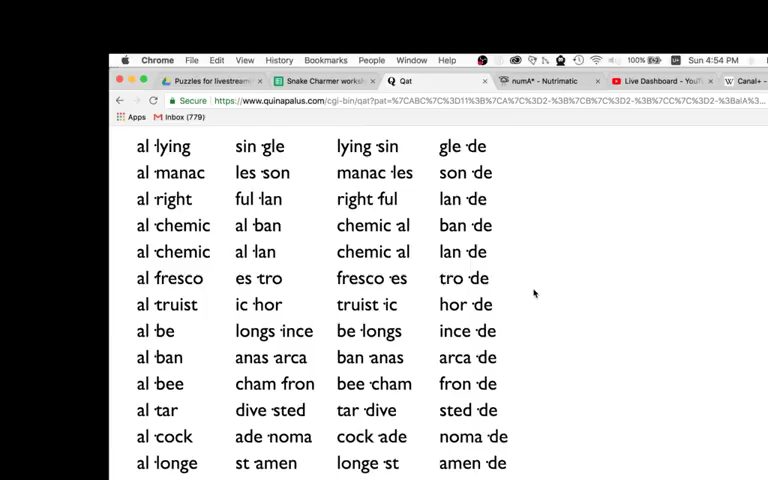 Chrome File Edit View History Bookmarks People Window Help 100% Sun 4:54 PM
Puzzles for livestream Snake Charmer worksh Qat numA* - Nutrimatic Live Dashboard - YouT Canal+ -
Secure https://www.quinapalus.com/cgi-bin/qat?pat=%7CABC%7C%3D11%3B%7CA%7C%3D2-%3B%7CB%7C%3D2-%3B%7CC%7C%3D2-%3BalA%3...
Apps Inbox (779)
al·lying sin·gle lying·sin gle·de
al·manac les·son manac·les son·de
al·right ful·lan right·ful lan·de
al·chemic al·ban chemic·al ban·de
al·chemic al·lan chemic·al lan·de
al·fresco es·tro fresco·es tro·de
al·truist ic·hor truist·ic hor·de
al·be longs·ince be·longs ince·de
al·ban anas·arca ban·anas arca·de
al·bee cham·fron bee·cham fron·de
al·tar dive·sted tar·dive sted·de
al·cock ade·noma cock·ade noma·de
al·longe st·amen longe·st amen·de